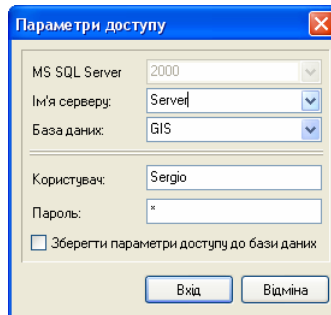 Параметри доступу
MS SQL Server 2000
Ім'я серверу: Server
База даних: GIS
Користувач: Sergio
Пароль: *
Зберегти параметри доступу до бази даних
Вхід Відміна